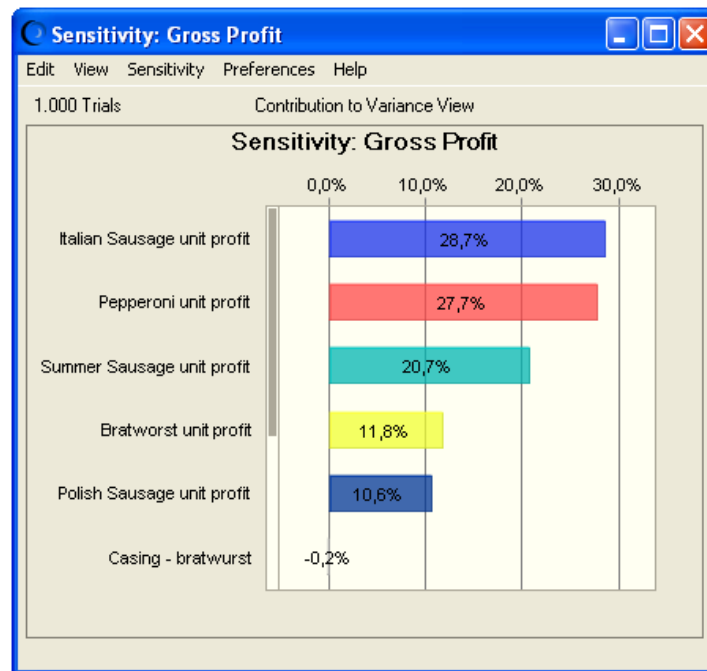 Sensitivity: Gross Profit
Edit View Sensitivity Preferences Help
1.000 Trials Contribution to Variance View
Sensitivity: Gross Profit
0,0% 10,0% 20,0% 30,0%
Italian Sausage unit profit 28,7%
Pepperoni unit profit 27,7%
Summer Sausage unit profit 20,7%
Bratworst unit profit 11,8%
Polish Sausage unit profit 10,6%
Casing - bratwurst -0,2%